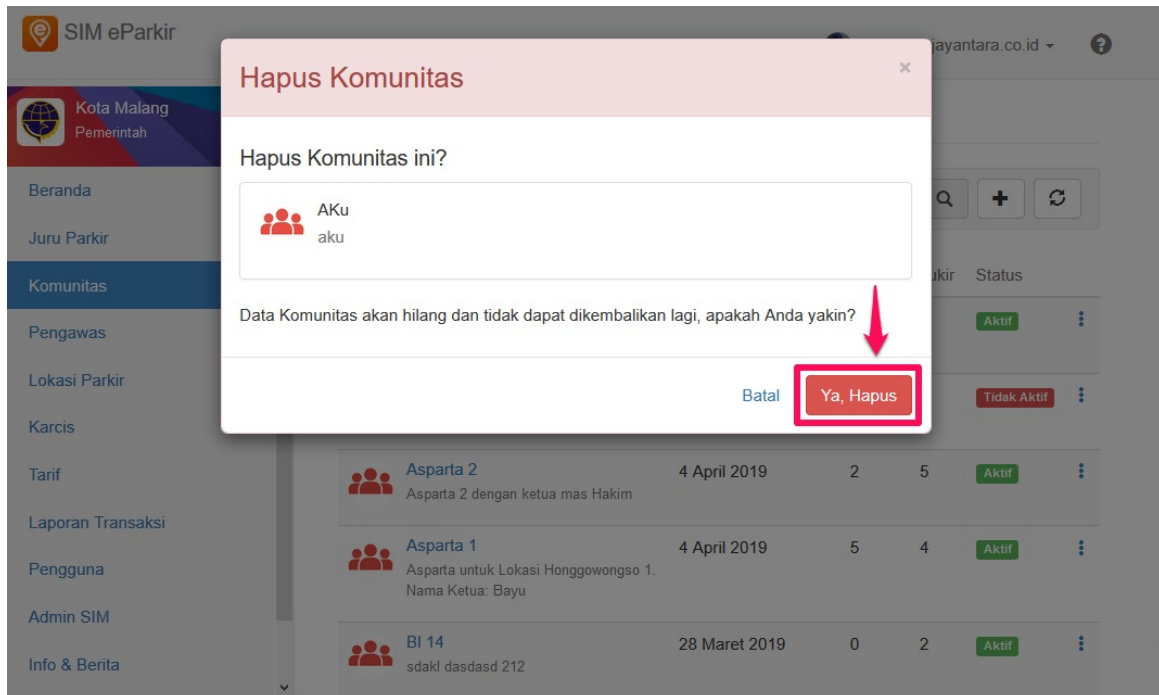 SIM eParkir
jayantara.co.id
Kota Malang
Pemerintah
Hapus Komunitas
×
Hapus Komunitas ini?
AKu
aku
Data Komunitas akan hilang dan tidak dapat dikembalikan lagi, apakah Anda yakin?
Batal
Ya, Hapus
Beranda
Juru Parkir
Komunitas
Pengawas
Lokasi Parkir
Karcis
Tarif
Laporan Transaksi
Pengguna
Admin SIM
Info & Berita
Status
Aktif
Tidak Aktif
Asparta 2 4 April 2019 2 5 Aktif
Asparta 2 dengan ketua mas Hakim
Asparta 1 4 April 2019 5 4 Aktif
Asparta untuk Lokasi Honggowongso 1.
Nama Ketua: Bayu
BI 14 28 Maret 2019 0 2 Aktif
sdakl dasdasd 212